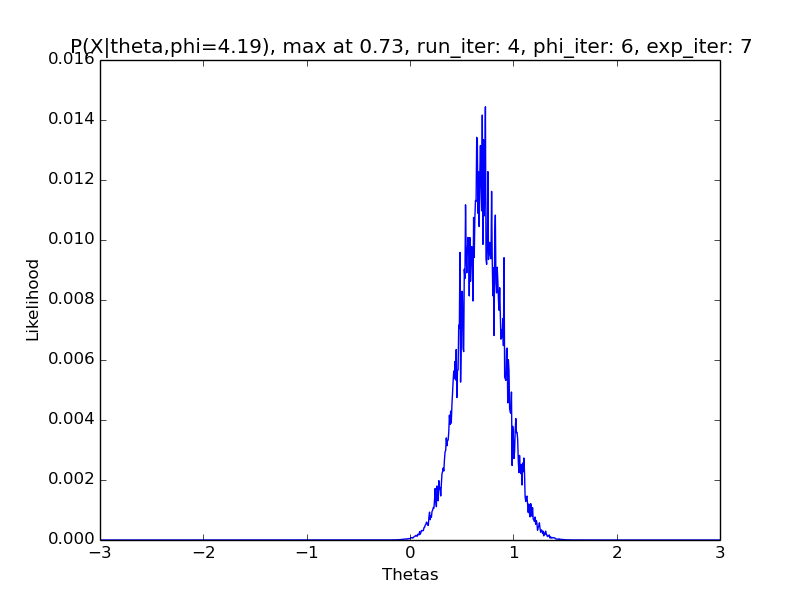 P(X|theta,phi=4.19), max at 0.73, run_iter: 4, phi_iter: 6, exp_iter: 7
0.016
0.014
0.012
0.010
0.008
0.006
0.004
0.002
0.000
Likelihood
−3 −2 −1 0 1 2 3
Thetas